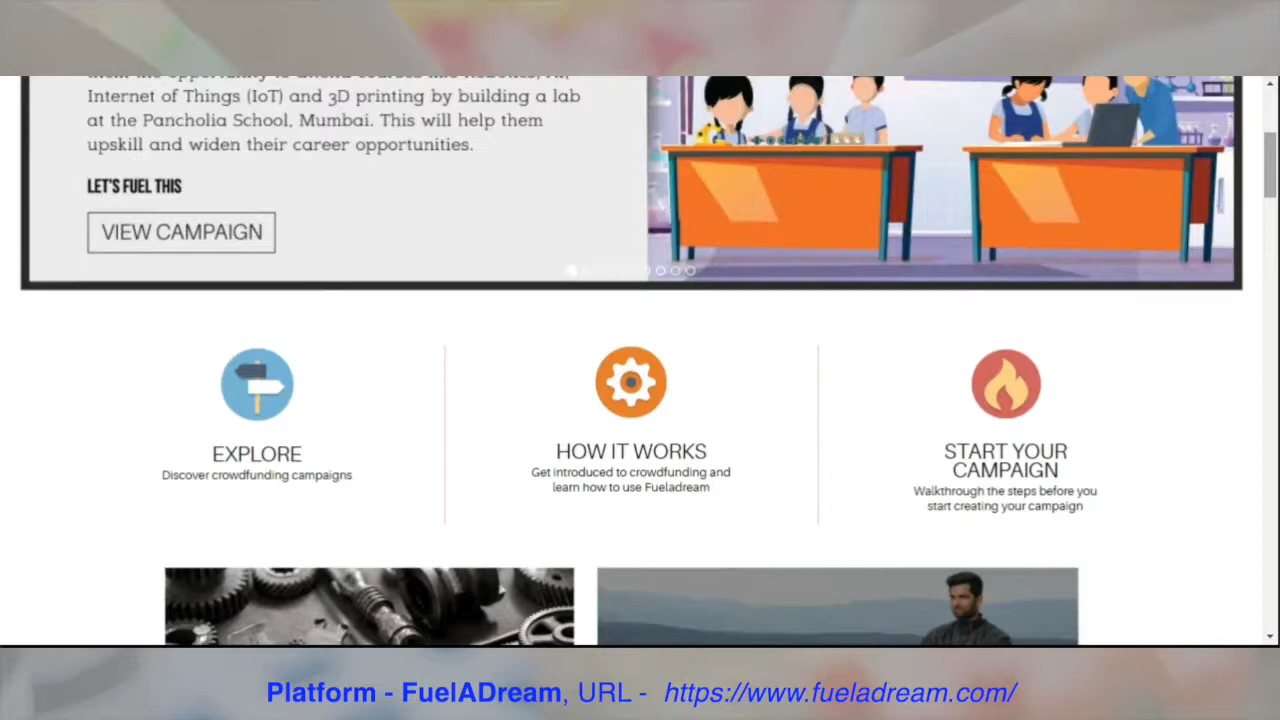 Internet of Things (IoT) and 3D printing by building a lab
at the Pancholia School, Mumbai. This will help them
upskill and widen their career opportunities.
LET'S FUEL THIS
VIEW CAMPAIGN
EXPLORE
Discover crowdfunding campaigns
HOW IT WORKS
Get introduced to crowdfunding and
learn how to use Fueladream
START YOUR
CAMPAIGN
Walkthrough the steps before you
start creating your campaign
Platform - FuelADream, URL - https://www.fueladream.com/